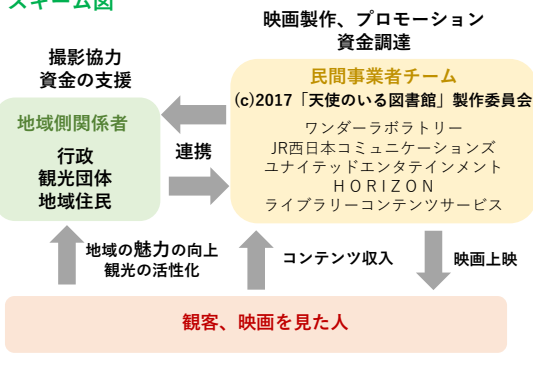 スキーム図
映画製作、プロモーション
資金調達
撮影協力
資金の支援
民間事業者チーム
(c)2017「天使のいる図書館」製作委員会
ワンダーラボラトリー
JR西日本コミュニケーションズ
ユナイテッドエンタテインメント
ＨＯＲＩＺＯＮ
ライブラリーコンテンツサービス
地域側関係者
行政
観光団体
地域住民
連携
地域の魅力の向上
観光の活性化
コンテンツ収入
映画上映
観客、映画を見た人